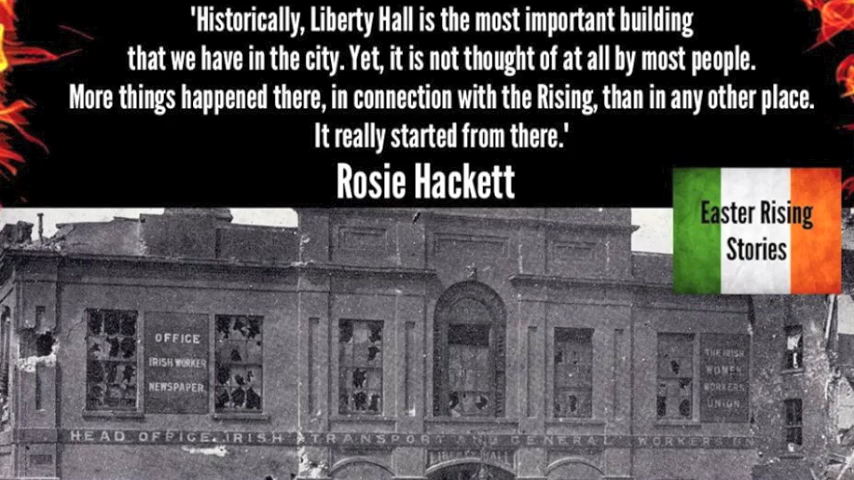 'Historically, Liberty Hall is the most important building
that we have in the city. Yet, it is not thought of at all by most people.
More things happened there, in connection with the Rising, than in any other place.
It really started from there.'
Rosie Hackett
Easter Rising
Stories
OFFICE
IRISH WORKER
NEWSPAPER
THE IRISH
WOMEN
WORKERS
UNION.
HEAD OFFICE. IRISH TRANSPORT AND GENERAL WORKERS UN
LIBERTY HALL